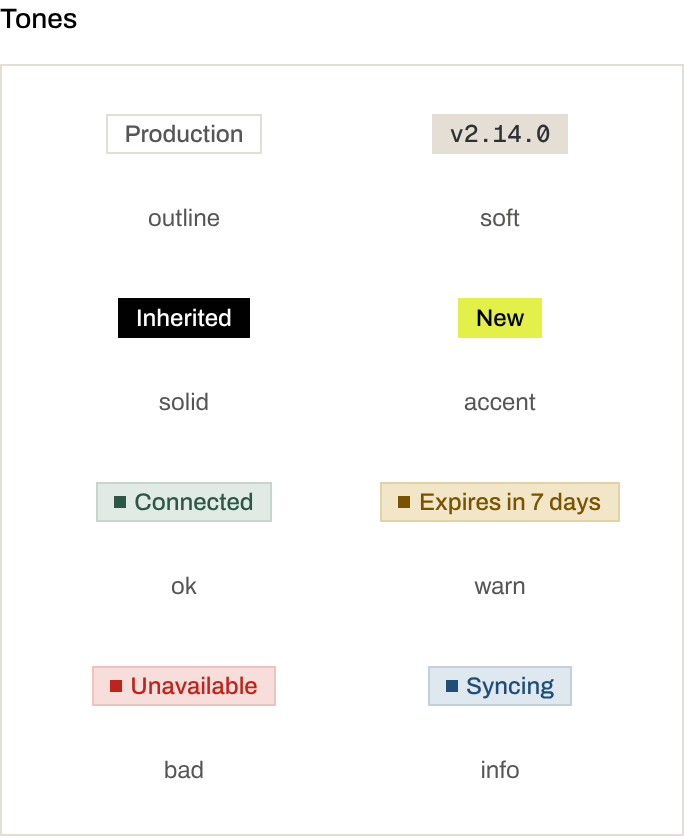 Tones
Production
v2.14.0
outline
soft
Inherited
New
solid
accent
Connected
Expires in 7 days
ok
warn
Unavailable
Syncing
bad
info